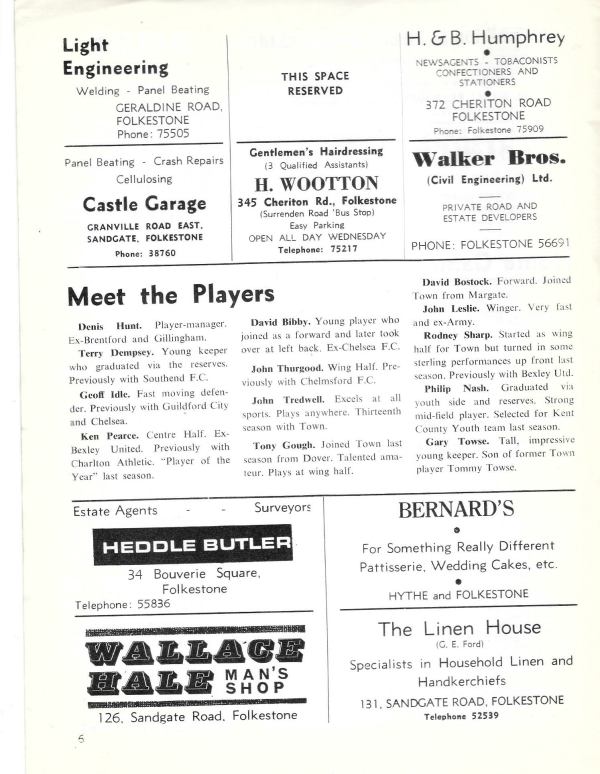 Light
Engineering
Welding - Panel Beating
GERALDINE ROAD,
FOLKESTONE
Phone: 75505
THIS SPACE
RESERVED
H. & B. Humphrey
NEWSAGENTS - TOBACONISTS
CONFECTIONERS AND
STATIONERS
372 CHERITON ROAD
FOLKESTONE
Phone: Folkestone 75909
Panel Beating - Crash Repairs
Cellulosing
Castle Garage
GRANVILLE ROAD EAST,
SANDGATE, FOLKESTONE
Phone: 38760
Gentlemen's Hairdressing
(3 Qualified Assistants)
H. WOOTTON
345 Cheriton Rd., Folkestone
(Surrenden Road 'Bus Stop)
Easy Parking
OPEN ALL DAY WEDNESDAY
Telephone: 75217
Walker Bros.
(Civil Engineering) Ltd.
PRIVATE ROAD AND
ESTATE DEVELOPERS
PHONE: FOLKESTONE 56691
Meet the Players
Denis Hunt. Player-manager.
Ex-Brentford and Gillingham.
Terry Dempsey. Young keeper
who graduated via the reserves.
Previously with Southend F.C.
Geoff Idle. Fast moving defen-
der. Previously with Guildford City
and Chelsea.
Ken Pearce. Centre Half. Ex-
Bexley United. Previously with
Charlton Athletic. "Player of the
Year" last season.
David Bibby. Young player who
joined as a forward and later took
over at left back. Ex-Chelsea F.C.
John Thurgood. Wing Half. Pre-
viously with Chelmsford F.C.
John Tredwell. Excels at all
sports. Plays anywhere. Thirteenth
season with Town.
Tony Gough. Joined Town last
season from Dover. Talented ama-
teur. Plays at wing half.
David Bostock. Forward. Joined
Town from Margate.
John Leslie. Winger. Very fast
and ex-Army.
Rodney Sharp. Started as wing
half for Town but turned in some
sterling performances up front last
season. Previously with Bexley Utd.
Philip Nash. Graduated via
youth side and reserves. Strong
mid-field player. Selected for Kent
County Youth team last season.
Gary Towse. Tall, impressive
young keeper. Son of former Town
player Tommy Towse.
Estate Agents - - Surveyors
HEDDLE BUTLER
34 Bouverie Square,
Folkestone
Telephone: 55836
WALLACE
HALE MAN'S
SHOP
126, Sandgate Road, Folkestone
BERNARD'S
For Something Really Different
Pattisserie, Wedding Cakes, etc.
HYTHE and FOLKESTONE
The Linen House
(G. E. Ford)
Specialists in Household Linen and
Handkerchiefs
131, SANDGATE ROAD, FOLKESTONE
Telephone 52539
6